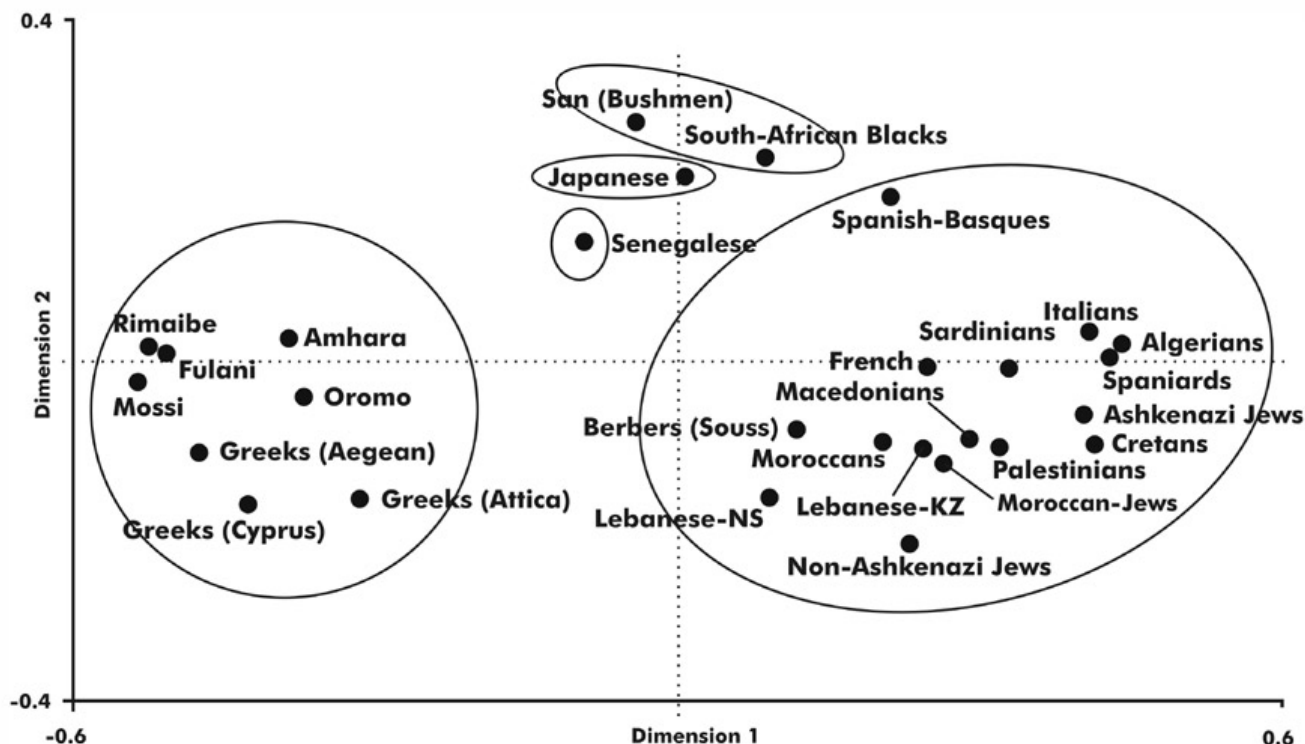 0.4
San (Bushmen)
South-African Blacks
Japanese
Spanish-Basques
Senegalese
Dimension 2
Rimaibe
Amhara
Fulani
Mossi
Oromo
Greeks (Aegean)
Greeks (Attica)
Greeks (Cyprus)
Italians
Sardinians
Algerians
French
Spaniards
Macedonians
Ashkenazi Jews
Berbers (Souss)
Cretans
Moroccans
Palestinians
Lebanese-KZ
Moroccan-Jews
Lebanese-NS
Non-Ashkenazi Jews
-0.4
-0.6
Dimension 1
0.6